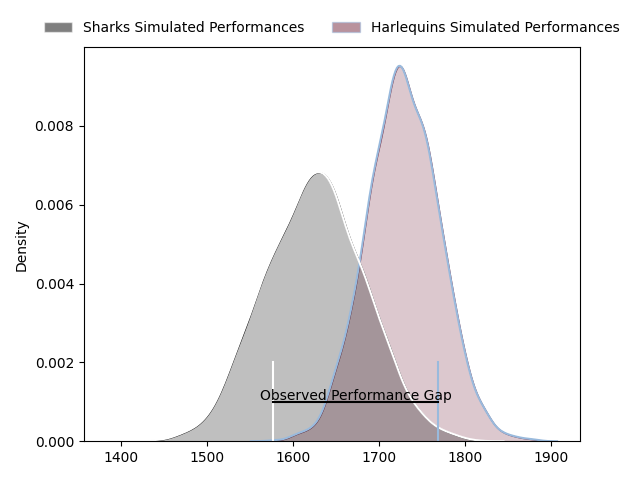 Sharks Simulated Performances Harlequins Simulated Performances
0.008
0.006
Density
0.004
0.002
Observed Performance Gap
0.000
1400 1500 1600 1700 1800 1900